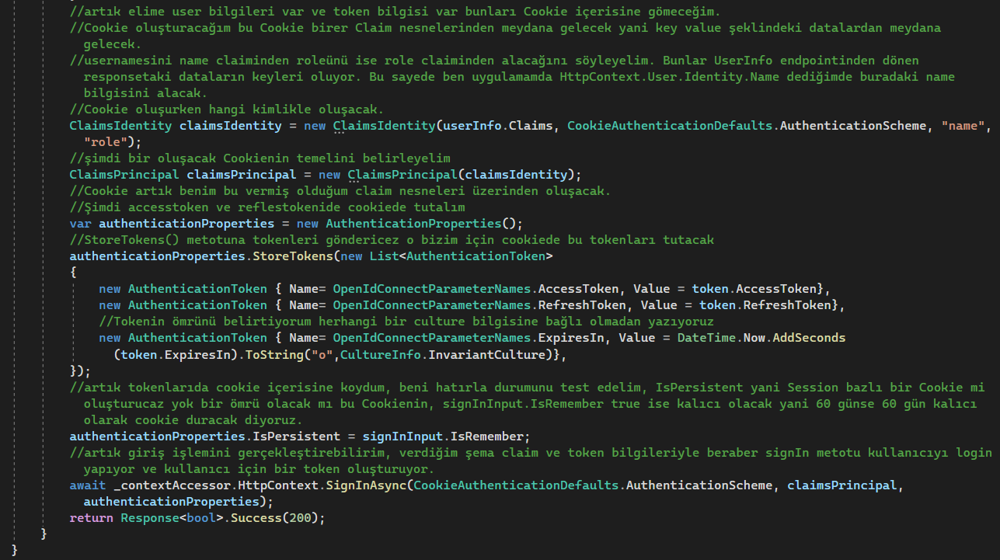 //artık elime user bilgileri var ve token bilgisi var bunları Cookie içerisine gömeceğim.
//Cookie oluşturacağım bu Cookie birer Claim nesnelerinden meydana gelecek yani key value şeklindeki datalardan meydana
gelecek.
//usernamesini name claiminden roleünü ise role claiminden alacağını söyleyelim. Bunlar UserInfo endpointinden dönen
responsetaki dataların keyleri oluyor. Bu sayede ben uygulamamda HttpContext.User.Identity.Name dediğimde buradaki name
bilgisini alacak.
//Cookie oluşurken hangi kimlikle oluşacak.
ClaimsIdentity claimsIdentity = new ClaimsIdentity(userInfo.Claims, CookieAuthenticationDefaults.AuthenticationScheme, "name",
"role");
//şimdi bir oluşacak Cookienin temelini belirleyelim
ClaimsPrincipal claimsPrincipal = new ClaimsPrincipal(claimsIdentity);
//Cookie artık benim bu vermiş olduğum claim nesneleri üzerinden oluşacak.
//Şimdi accesstoken ve reflestokenide cookiede tutalım
var authenticationProperties = new AuthenticationProperties();
//StoreTokens() metotuna tokenleri göndericez o bizim için cookiede bu tokenları tutacak
authenticationProperties.StoreTokens(new List<AuthenticationToken>
{
new AuthenticationToken { Name= OpenIdConnectParameterNames.AccessToken, Value = token.AccessToken},
new AuthenticationToken { Name= OpenIdConnectParameterNames.RefreshToken, Value = token.RefreshToken},
//Tokenin ömrünü belirtiyorum herhangi bir culture bilgisine bağlı olmadan yazıyoruz
new AuthenticationToken { Name= OpenIdConnectParameterNames.ExpiresIn, Value = DateTime.Now.AddSeconds
(token.ExpiresIn).ToString("o",CultureInfo.InvariantCulture)},
});
//artık tokenlarıda cookie içerisine koydum, beni hatırla durumunu test edelim, IsPersistent yani Session bazlı bir Cookie mi
oluşturucaz yok bir ömrü olacak mı bu Cookienin, signInInput.IsRemember true ise kalıcı olacak yani 60 günse 60 gün kalıcı
olarak cookie duracak diyoruz.
authenticationProperties.IsPersistent = signInInput.IsRemember;
//artık giriş işlemini gerçekleştirebilirim, verdiğim şema claim ve token bilgileriyle beraber signIn metotu kullanıcıyı login
yapıyor ve kullanıcı için bir token oluşturuyor.
await _contextAccessor.HttpContext.SignInAsync(CookieAuthenticationDefaults.AuthenticationScheme, claimsPrincipal,
authenticationProperties);
return Response<bool>.Success(200);
}
}